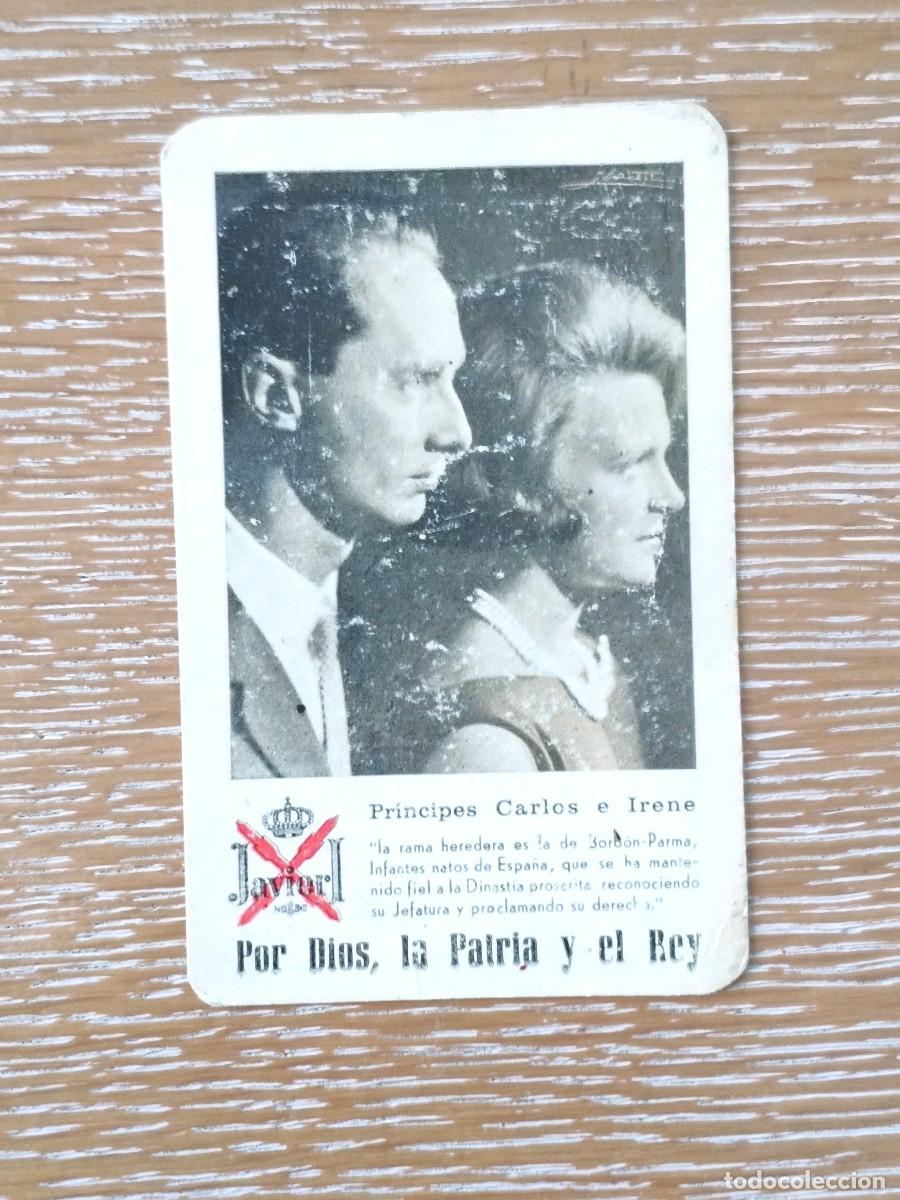 Príncipes Carlos e Irene
"la rama heredera es la de Borbón-Parma,
Infantes natos de España, que se ha mante-
nido fiel a la Dinastía proscrita, reconociendo
su Jefatura y proclamando su derecho."
Javier I
Por Dios, la Patria y el Rey
todocoleccion